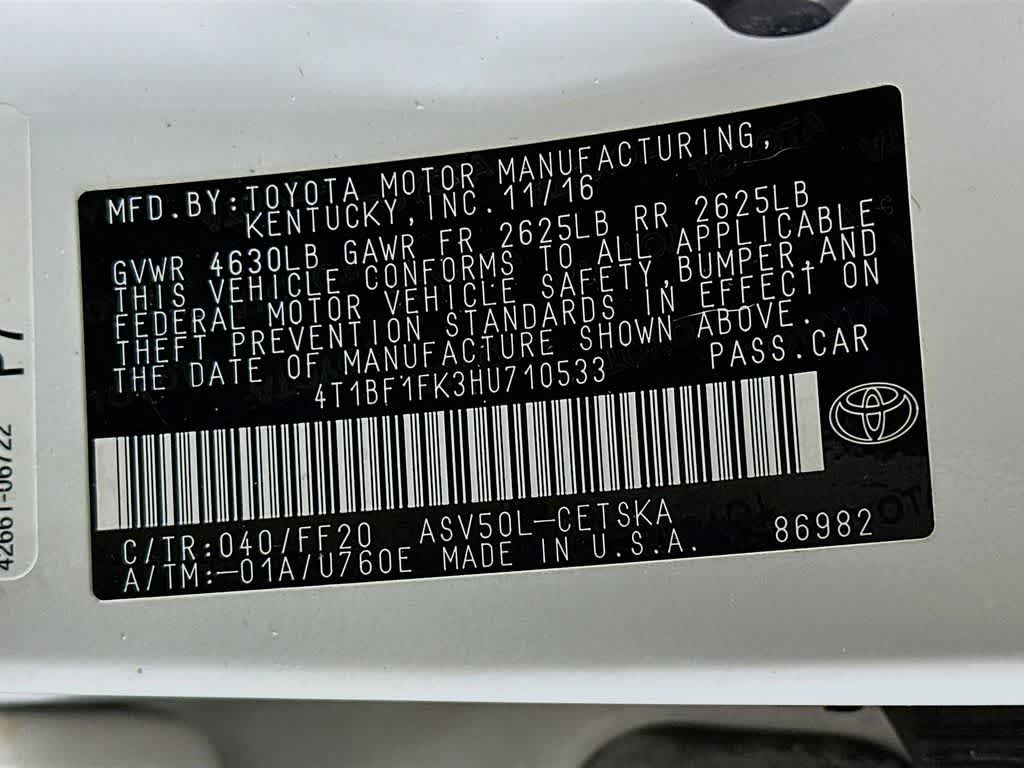 MFD.BY:TOYOTA MOTOR MANUFACTURING,
KENTUCKY,INC. 11/16
GVWR 4630LB GAWR FR 2625LB RR 2625LB
THIS VEHICLE CONFORMS TO ALL APPLICABLE
FEDERAL MOTOR VEHICLE SAFETY,BUMPER,AND
THEFT PREVENTION STANDARDS IN EFFECT ON
THE DATE OF MANUFACTURE SHOWN ABOVE.
PASS.CAR
4T1BF1FK3HU710533
C/TR:040/FF20 ASV50L-CETSKA
A/TM:-01A/U760E MADE IN U.S.A. 86982
42661-06722